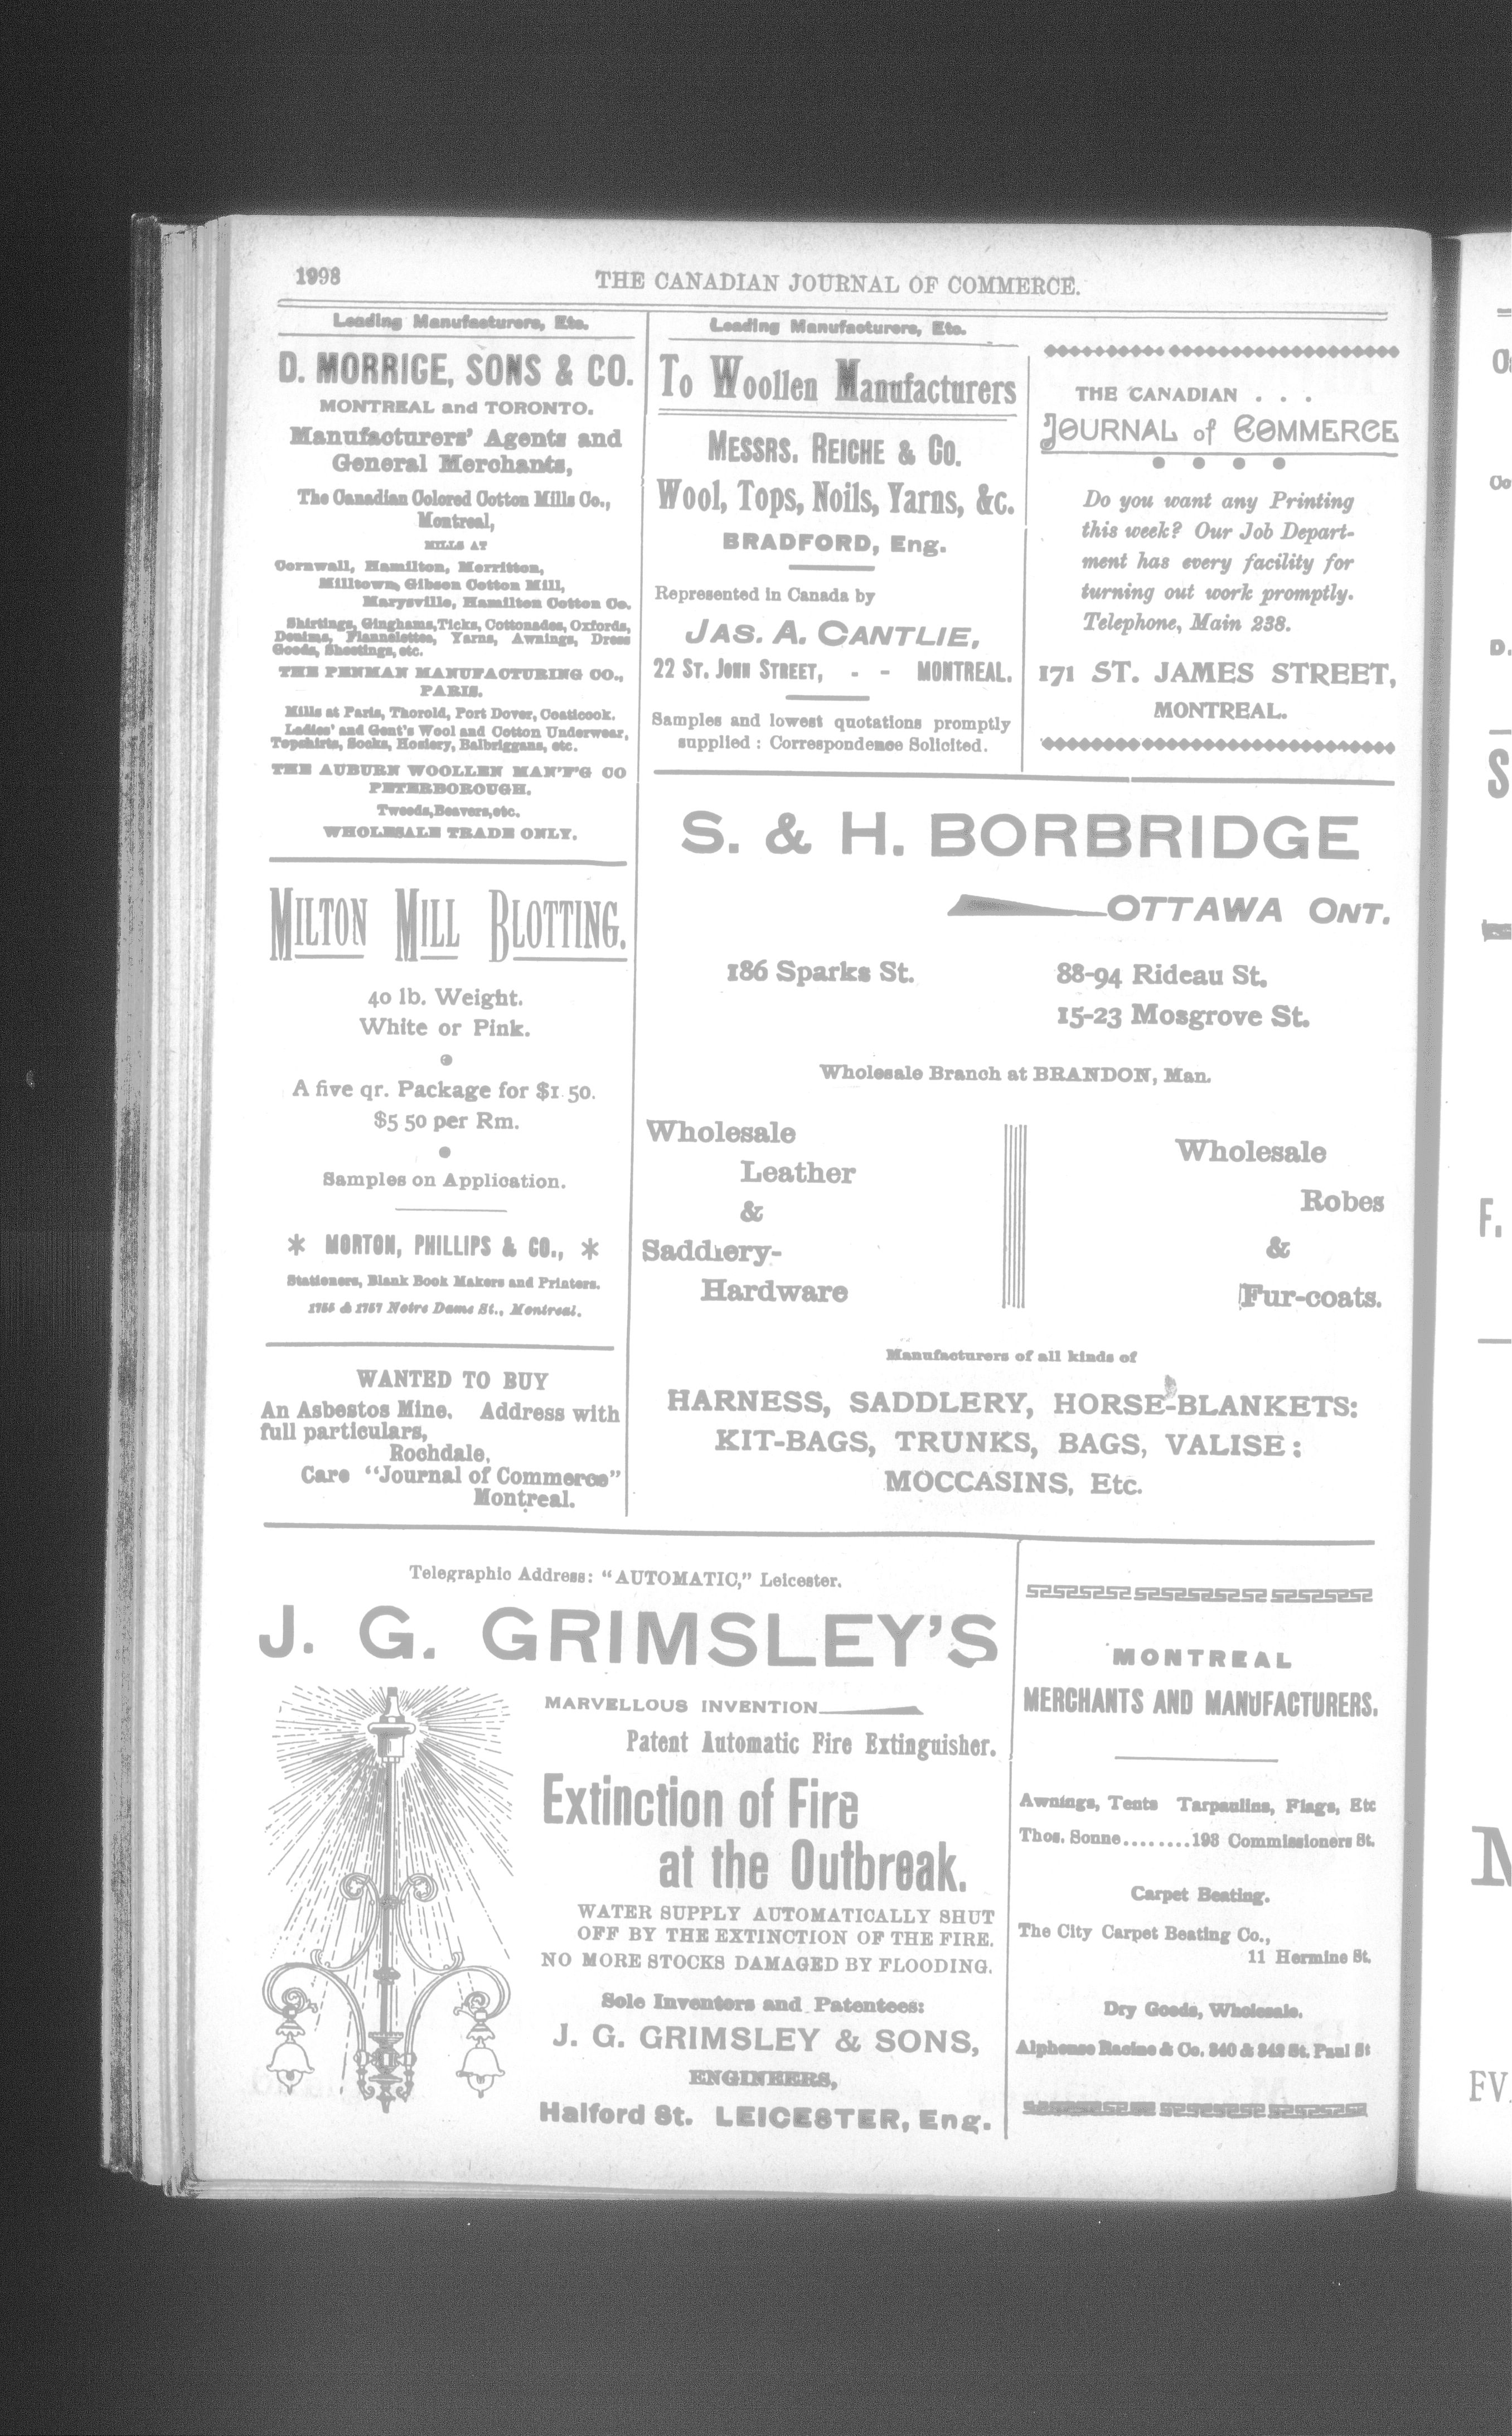 1998
THE CANADIAN JOURNAL OF COMMERCE.
Leading Manufacturers, Etc.
D. MORRICE, SONS & CO.
MONTREAL and TORONTO.
Manufacturers' Agents and
General Merchants,
The Canadian Colored Cotton Mills Co.,
Montreal,
MILLS AT
Cornwall, Hamilton, Merritton,
Milltown, Gibson Cotton Mill,
Marysville, Hamilton Cotton Co.
Shirtings, Ginghams, Ticks, Cottonades, Oxfords,
Denims, Flannelettes, Yarns, Awnings, Dress
Goods, Sheetings, etc.
THE PENMAN MANUFACTURING CO.,
PARIS.
Mills at Paris, Thorold, Port Dover, Coaticook.
Ladies' and Gent's Wool and Cotton Underwear,
Topshirts, Socks, Hosiery, Balbriggans, etc.
THE AUBURN WOOLLEN MAN'F'G CO
PETERBOROUGH.
Tweeds, Beavers, etc.
WHOLESALE TRADE ONLY.
MILTON MILL BLOTTING.
40 lb. Weight.
White or Pink.
A five qr. Package for $1.50.
$5 50 per Rm.
Samples on Application.
* MORTON, PHILLIPS & CO., *
Stationers, Blank Book Makers and Printers.
1755 & 1757 Notre Dame St., Montreal.
WANTED TO BUY
An Asbestos Mine. Address with
full particulars,
Rochdale,
Care "Journal of Commerce"
Montreal.
Leading Manufacturers, Etc.
To Woollen Manufacturers
MESSRS. REICHE & CO.
Wool, Tops, Noils, Yarns, &c.
BRADFORD, Eng.
Represented in Canada by
JAS. A. CANTLIE,
22 ST. JOHN STREET, - - MONTREAL.
Samples and lowest quotations promptly
supplied : Correspondence Solicited.
THE CANADIAN . . .
JOURNAL of COMMERCE
Do you want any Printing
this week? Our Job Depart-
ment has every facility for
turning out work promptly.
Telephone, Main 238.
171 ST. JAMES STREET,
MONTREAL.
S. & H. BORBRIDGE
OTTAWA ONT.
186 Sparks St.
88-94 Rideau St.
15-23 Mosgrove St.
Wholesale Branch at BRANDON, Man.
Wholesale
Leather
&
Saddlery-
Hardware
Wholesale
Robes
&
Fur-coats.
Manufacturers of all kinds of
HARNESS, SADDLERY, HORSE-BLANKETS:
KIT-BAGS, TRUNKS, BAGS, VALISE:
MOCCASINS, Etc.
Telegraphic Address: "AUTOMATIC," Leicester.
J. G. GRIMSLEY'S
MARVELLOUS INVENTION
Patent Automatic Fire Extinguisher.
Extinction of Fire
at the Outbreak.
WATER SUPPLY AUTOMATICALLY SHUT
OFF BY THE EXTINCTION OF THE FIRE.
NO MORE STOCKS DAMAGED BY FLOODING.
Sole Inventors and Patentees:
J. G. GRIMSLEY & SONS,
ENGINEERS,
Halford St. LEICESTER, Eng.
MONTREAL
MERCHANTS AND MANUFACTURERS.
Awnings, Tents Tarpaulins, Flags, Etc
Thos. Sonne........193 Commissioners St.
Carpet Beating.
The City Carpet Beating Co.,
11 Hermine St.
Dry Goods, Wholesale.
Alphonse Racine & Co. 340 & 342 St. Paul St